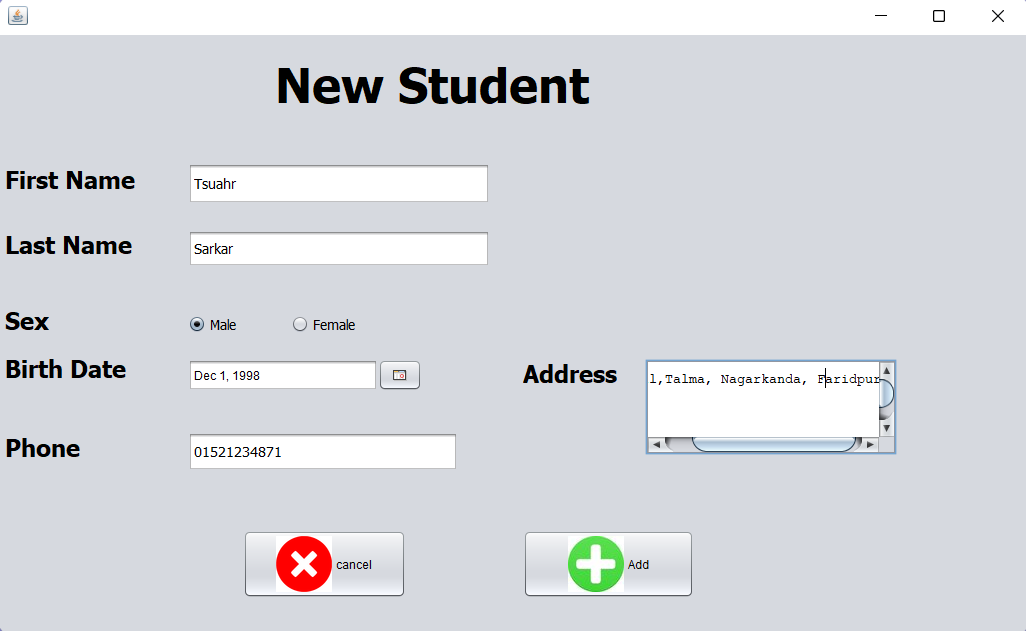 New Student
First Name
Tsuahr
Last Name
Sarkar
Sex
Male
Female
Birth Date
Dec 1, 1998
Address
l,Talma, Nagarkanda, Faridpur
Phone
01521234871
cancel
Add